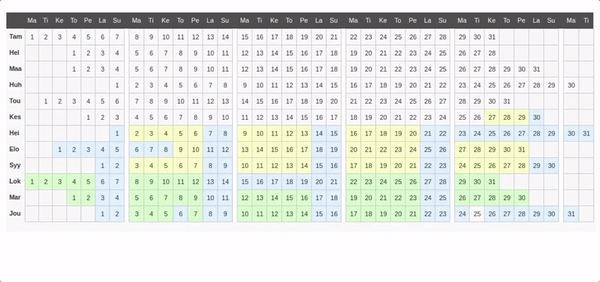 Ma Ti Ke To Pe La Su Ma Ti Ke To Pe La Su Ma Ti Ke To Pe La Su Ma Ti Ke To Pe La Su Ma Ti Ke To Pe La Su Ma Ti
Tam 1 2 3 4 5 6 7 8 9 10 11 12 13 14 15 16 17 18 19 20 21 22 23 24 25 26 27 28 29 30 31
Hel 1 2 3 4 5 6 7 8 9 10 11 12 13 14 15 16 17 18 19 20 21 22 23 24 25 26 27 28
Maa 1 2 3 4 5 6 7 8 9 10 11 12 13 14 15 16 17 18 19 20 21 22 23 24 25 26 27 28 29 30 31
Huh 1 2 3 4 5 6 7 8 9 10 11 12 13 14 15 16 17 18 19 20 21 22 23 24 25 26 27 28 29 30
Tou 1 2 3 4 5 6 7 8 9 10 11 12 13 14 15 16 17 18 19 20 21 22 23 24 25 26 27 28 29 30 31
Kes 1 2 3 4 5 6 7 8 9 10 11 12 13 14 15 16 17 18 19 20 21 22 23 24 25 26 27 28 29 30
Hei 1 2 3 4 5 6 7 8 9 10 11 12 13 14 15 16 17 18 19 20 21 22 23 24 25 26 27 28 29 30 31
Elo 1 2 3 4 5 6 7 8 9 10 11 12 13 14 15 16 17 18 19 20 21 22 23 24 25 26 27 28 29 30 31
Syy 1 2 3 4 5 6 7 8 9 10 11 12 13 14 15 16 17 18 19 20 21 22 23 24 25 26 27 28 29 30
Lok 1 2 3 4 5 6 7 8 9 10 11 12 13 14 15 16 17 18 19 20 21 22 23 24 25 26 27 28 29 30 31
Mar 1 2 3 4 5 6 7 8 9 10 11 12 13 14 15 16 17 18 19 20 21 22 23 24 25 26 27 28 29 30
Jou 1 2 3 4 5 6 7 8 9 10 11 12 13 14 15 16 17 18 19 20 21 22 23 24 25 26 27 28 29 30 31